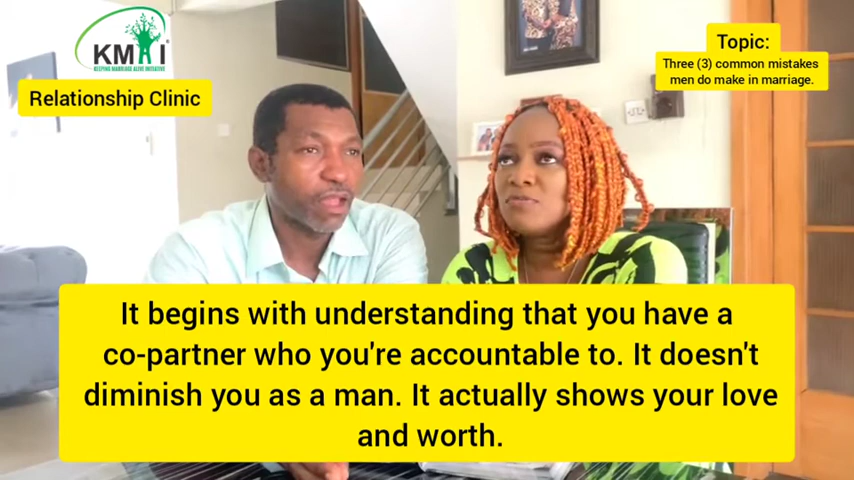 KMAI
KEEPING MARRIAGE ALIVE INITIATIVE
Relationship Clinic
Topic:
Three (3) common mistakes
men do make in marriage.
It begins with understanding that you have a
co-partner who you're accountable to. It doesn't
diminish you as a man. It actually shows your love
and worth.